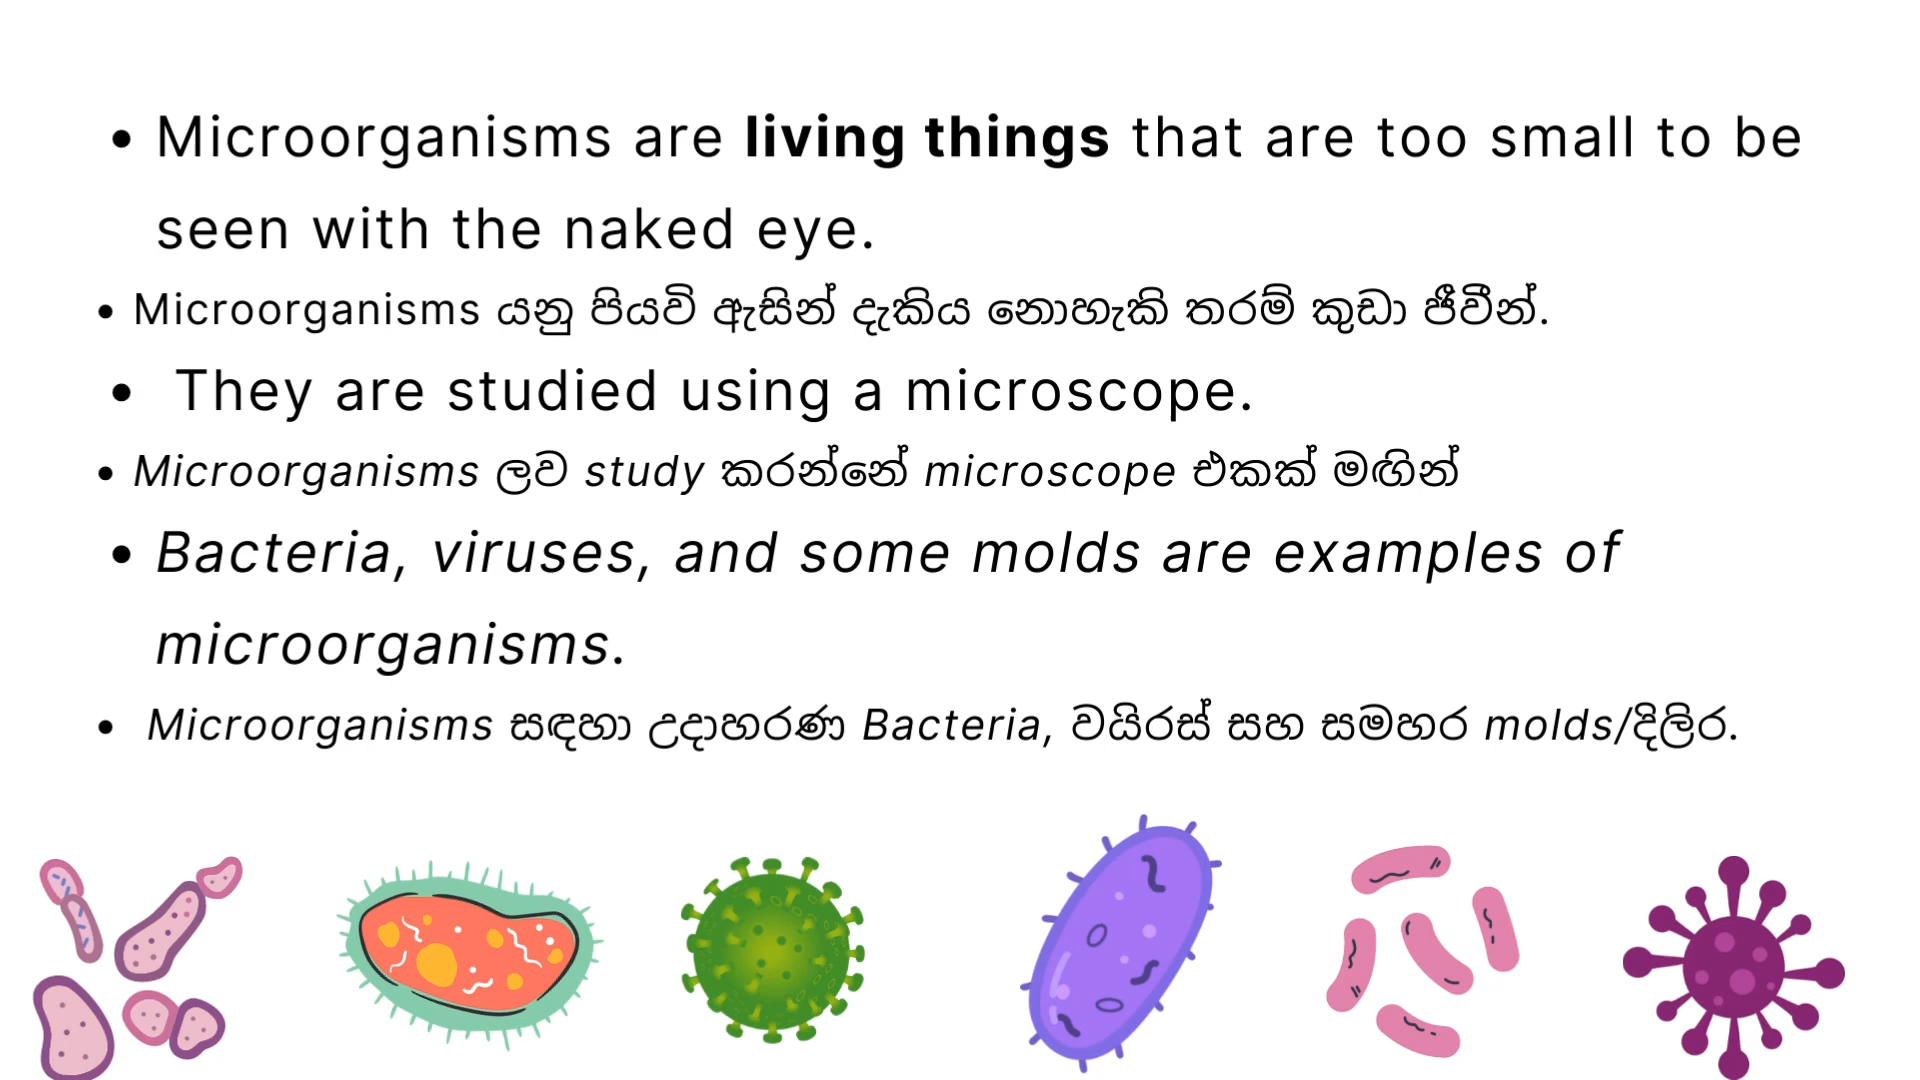 • Microorganisms are living things that are too small to be
seen with the naked eye.
• Microorganisms යනු පියවි ඇසින් දැකිය නොහැකි තරම් කුඩා ජීවීන්.
• They are studied using a microscope.
• Microorganisms ලව study කරන්නේ microscope එකක් මඟින්
• Bacteria, viruses, and some molds are examples of
microorganisms.
• Microorganisms සඳහා උදාහරණ Bacteria, වයිරස් සහ සමහර molds/දිලිර.